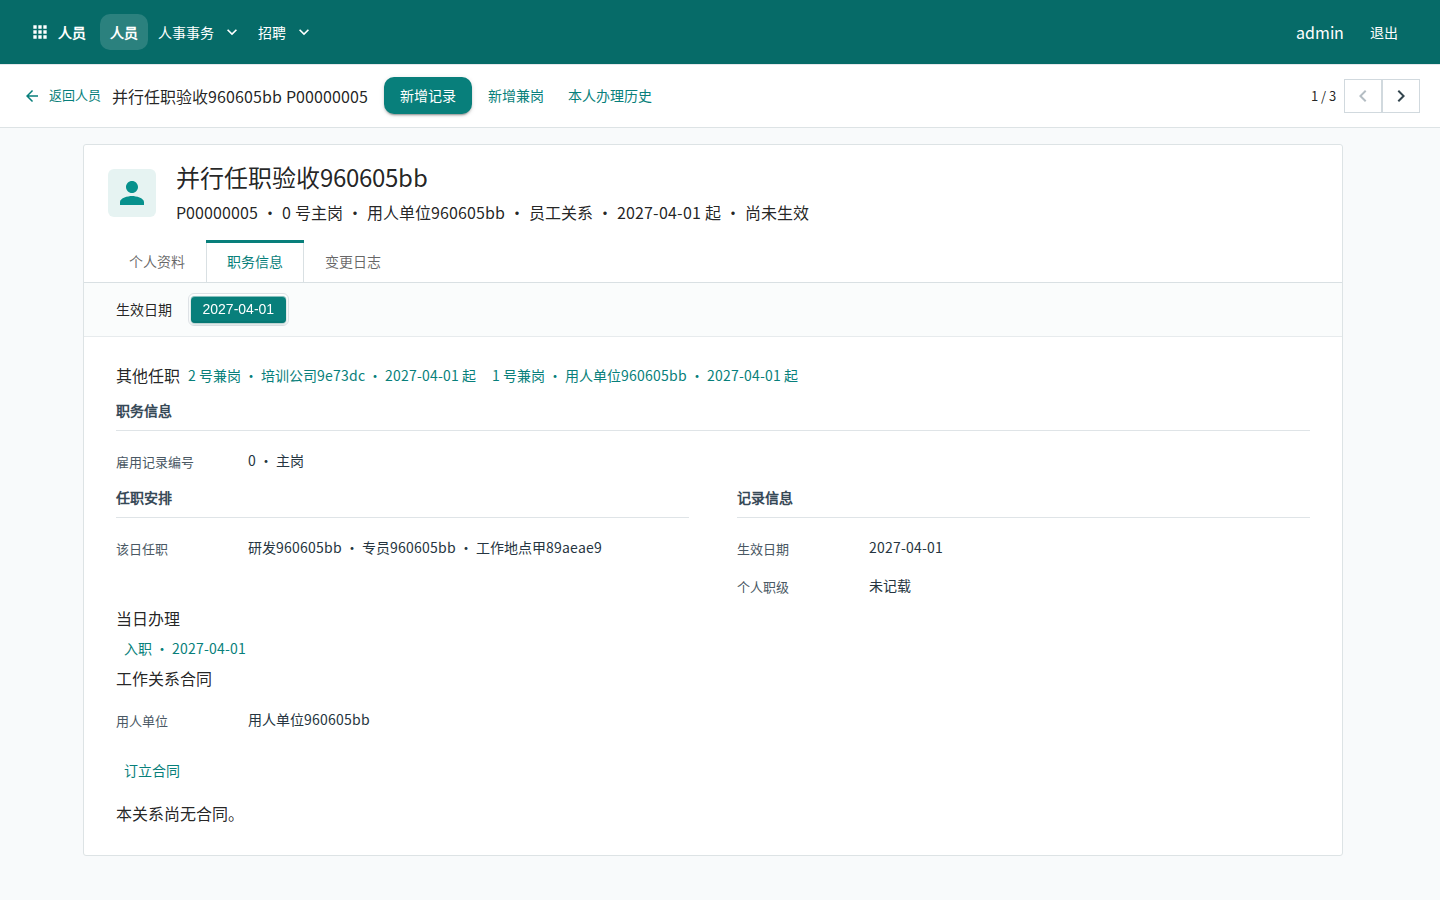 人员 人员 人事事务 招聘 admin 退出
返回人员 并行任职验收960605bb P00000005 新增记录 新增兼岗 本人办理历史 1 / 3
并行任职验收960605bb
P00000005 · 0 号主岗 · 用人单位960605bb · 员工关系 · 2027-04-01 起 · 尚未生效
个人资料 职务信息 变更日志
生效日期 2027-04-01
其他任职 2 号兼岗 · 培训公司9e73dc · 2027-04-01 起 1 号兼岗 · 用人单位960605bb · 2027-04-01 起
职务信息
雇用记录编号 0 · 主岗
任职安排 记录信息
该日任职 研发960605bb · 专员960605bb · 工作地点甲89aeae9 生效日期 2027-04-01
个人职级 未记载
当日办理
入职 · 2027-04-01
工作关系合同
用人单位 用人单位960605bb
订立合同
本关系尚无合同。